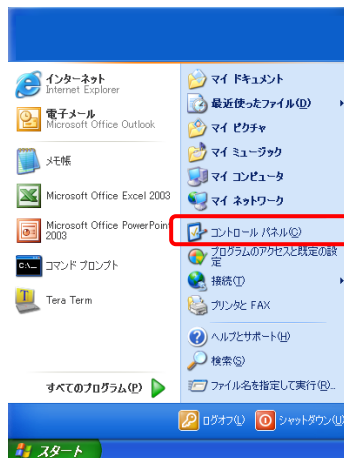 インターネット
Internet Explorer
電子メール
Microsoft Office Outlook
メモ帳
Microsoft Office Excel 2003
Microsoft Office PowerPoint
2003
コマンド プロンプト
Tera Term
すべてのプログラム(P)
マイ ドキュメント
最近使ったファイル(D)
マイ ピクチャ
マイ ミュージック
マイ コンピュータ
マイ ネットワーク
コントロール パネル(C)
プログラムのアクセスと既定の設
定
接続(T)
プリンタと FAX
ヘルプとサポート(H)
検索(S)
ファイル名を指定して実行(R)...
ログオフ(L)
シャットダウン(U)
スタート